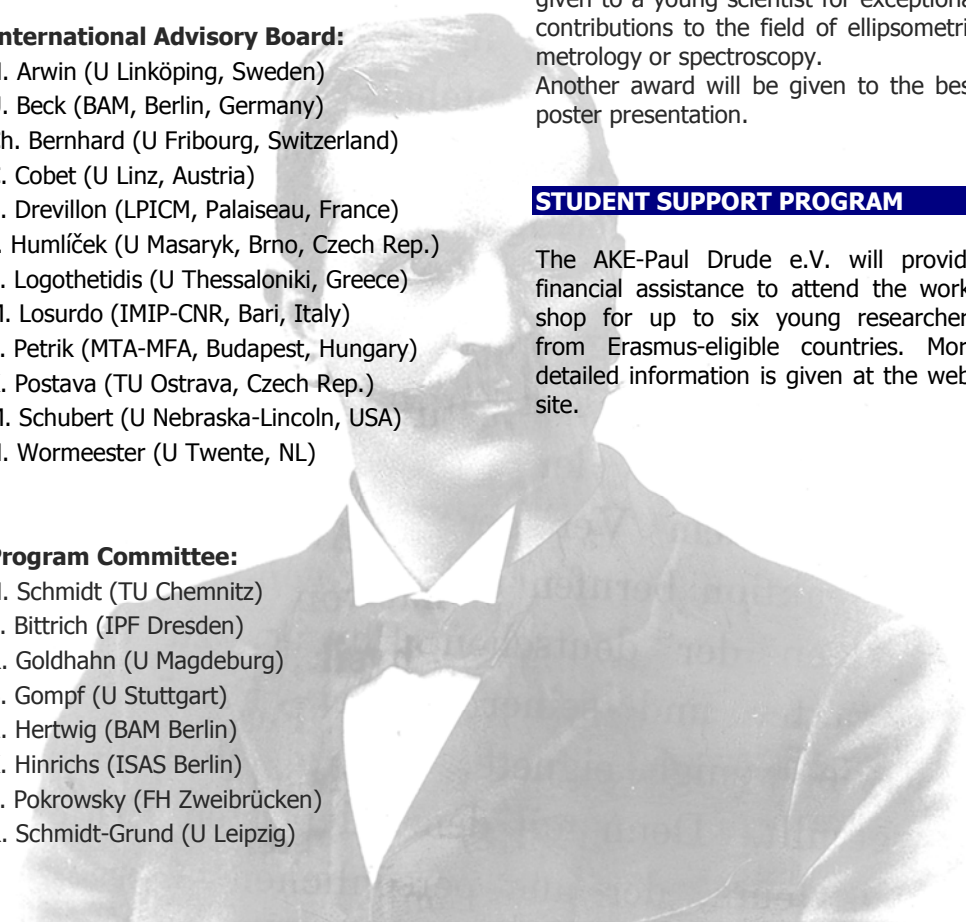 nternational Advisory Board:
. Arwin (U Linköping, Sweden)
. Beck (BAM, Berlin, Germany)
h. Bernhard (U Fribourg, Switzerland)
. Cobet (U Linz, Austria)
. Drevillon (LPICM, Palaiseau, France)
. Humlíček (U Masaryk, Brno, Czech Rep.)
. Logothetidis (U Thessaloniki, Greece)
. Losurdo (IMIP-CNR, Bari, Italy)
. Petrik (MTA-MFA, Budapest, Hungary)
. Postava (TU Ostrava, Czech Rep.)
. Schubert (U Nebraska-Lincoln, USA)
. Wormeester (U Twente, NL)
Program Committee:
. Schmidt (TU Chemnitz)
. Bittrich (IPF Dresden)
. Goldhahn (U Magdeburg)
. Gompf (U Stuttgart)
. Hertwig (BAM Berlin)
. Hinrichs (ISAS Berlin)
. Pokrowsky (FH Zweibrücken)
. Schmidt-Grund (U Leipzig)
given to a young scientist for exceptiona
contributions to the field of ellipsometri
metrology or spectroscopy.
Another award will be given to the bes
poster presentation.
STUDENT SUPPORT PROGRAM
The AKE-Paul Drude e.V. will provid
financial assistance to attend the work
shop for up to six young researcher
from Erasmus-eligible countries. Mor
detailed information is given at the web
site.